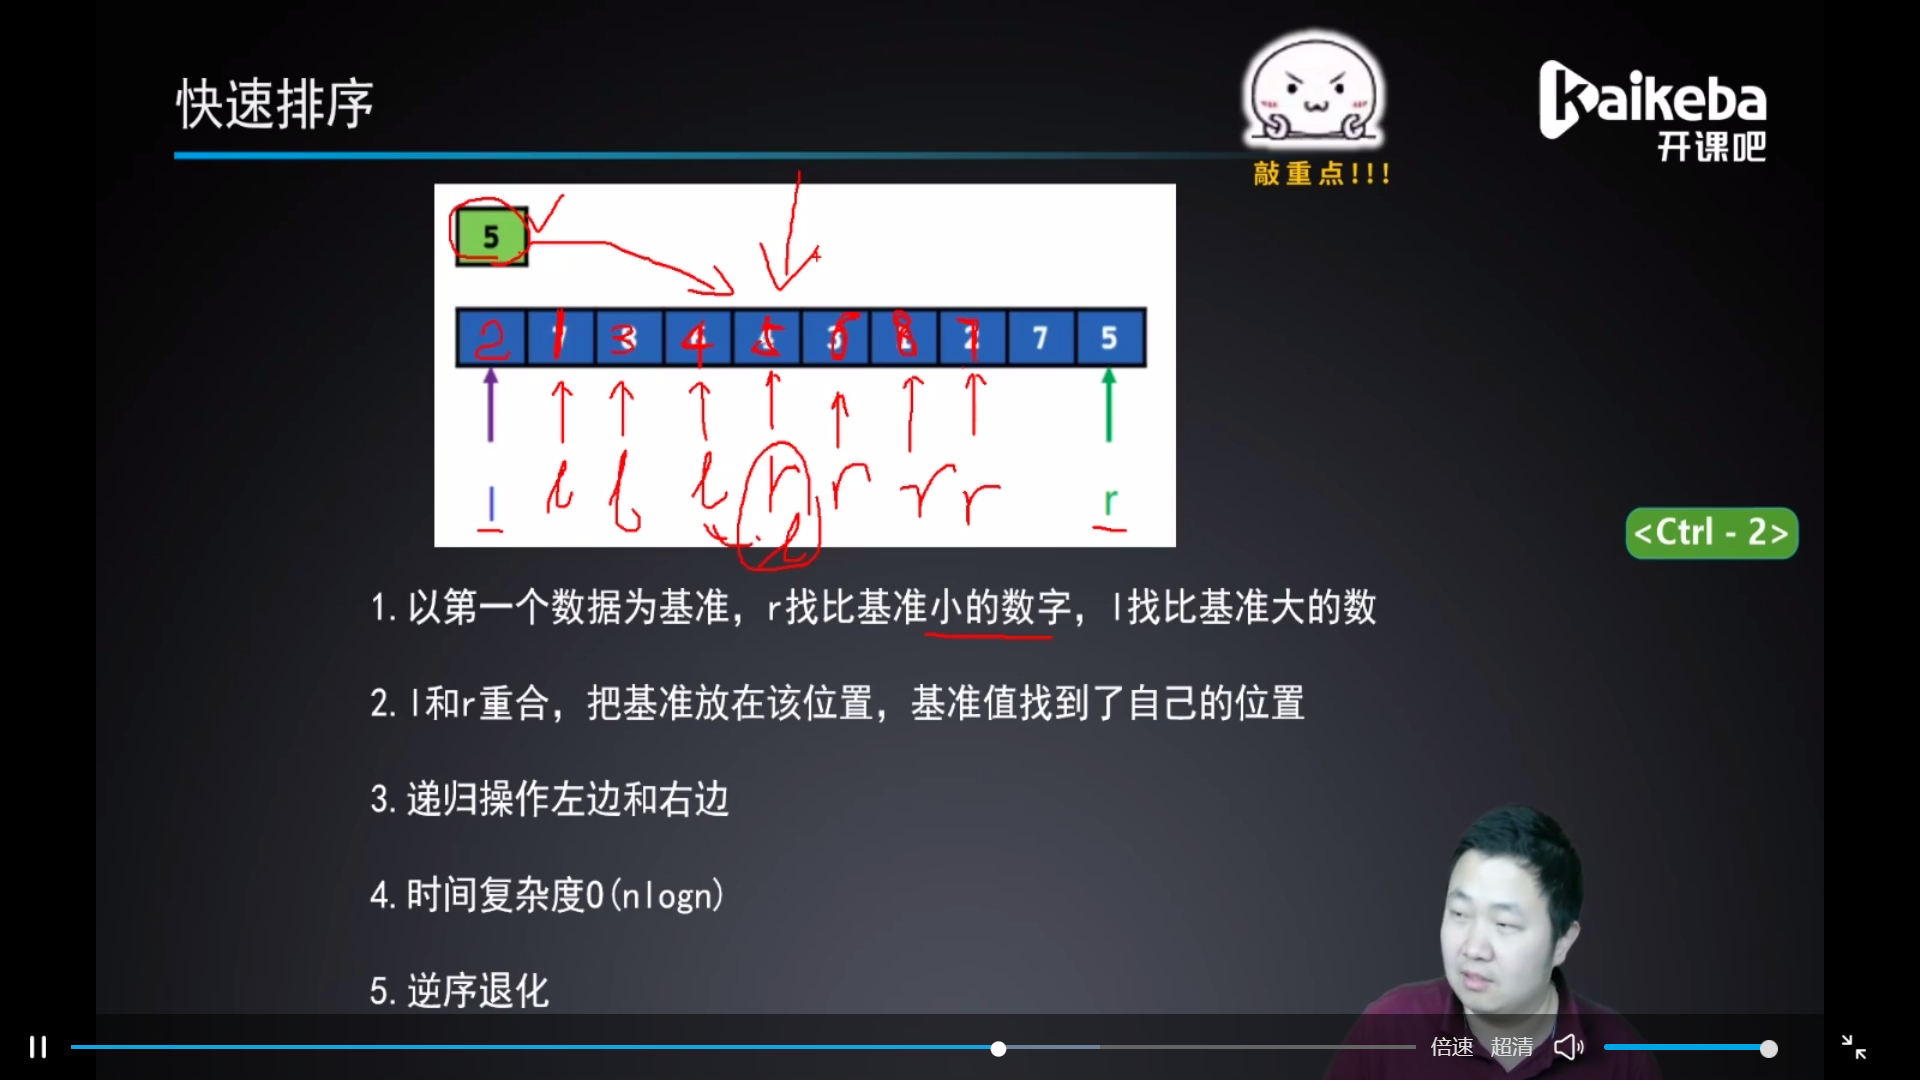 快速排序
敲重点!!!
kaikeba
开课吧
5
2 1 3 4 5 6 8 7 7 5
l l l l r r r r r
l
<Ctrl - 2>
1.以第一个数据为基准，r找比基准小的数字，l找比基准大的数
2.l和r重合，把基准放在该位置，基准值找到了自己的位置
3.递归操作左边和右边
4.时间复杂度O(nlogn)
5.逆序退化
倍速 超清